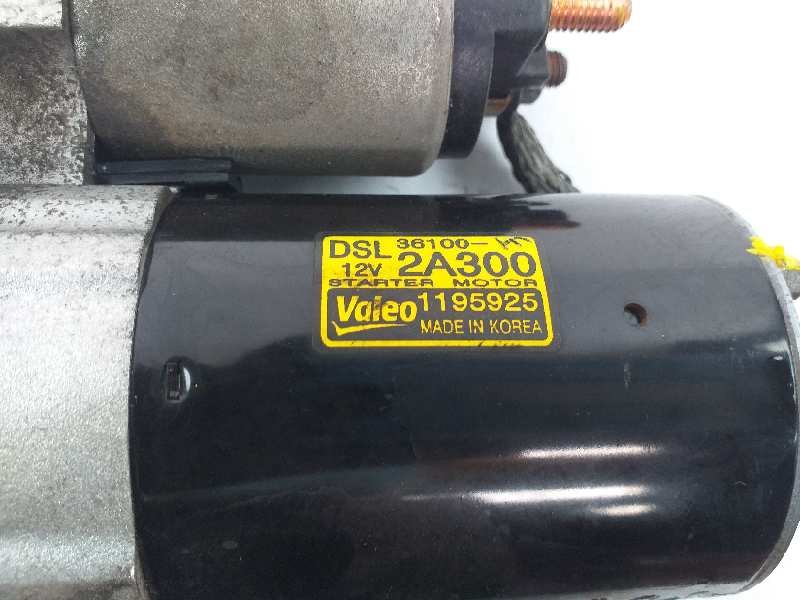 DSL 36100-
12V 2A300
STARTER MOTOR
Valeo 1195925
MADE IN KOREA